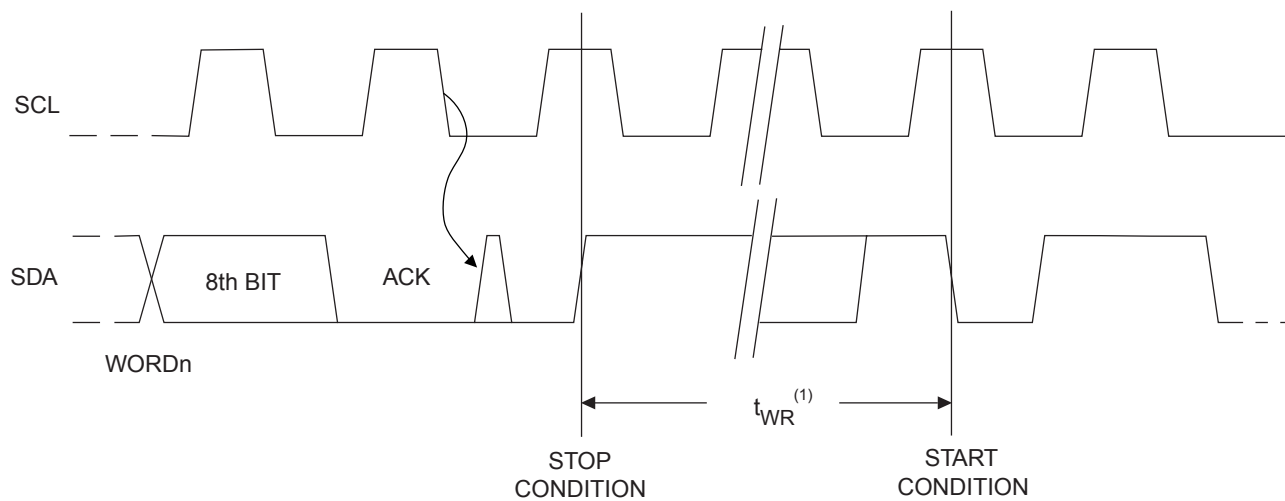 SCL
SDA
8th BIT
ACK
WORDn
tWR(1)
STOP
CONDITION
START
CONDITION